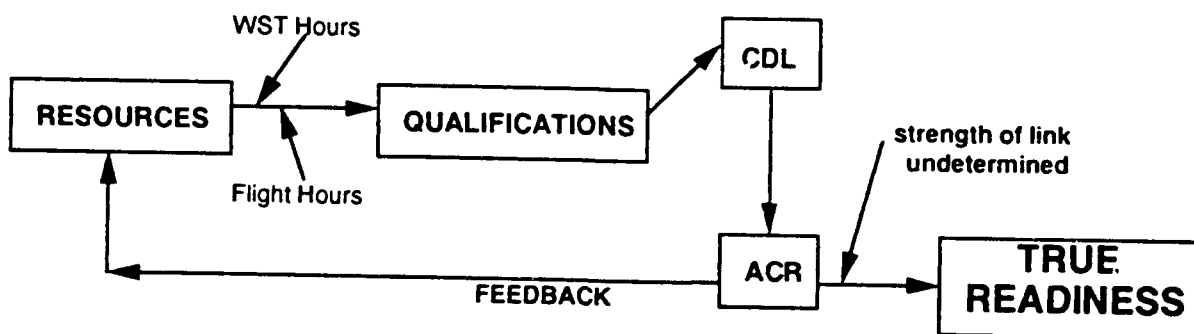 WST Hours
CDL
RESOURCES
QUALIFICATIONS
strength of link
undetermined
Flight Hours
ACR
TRUE
READINESS
FEEDBACK